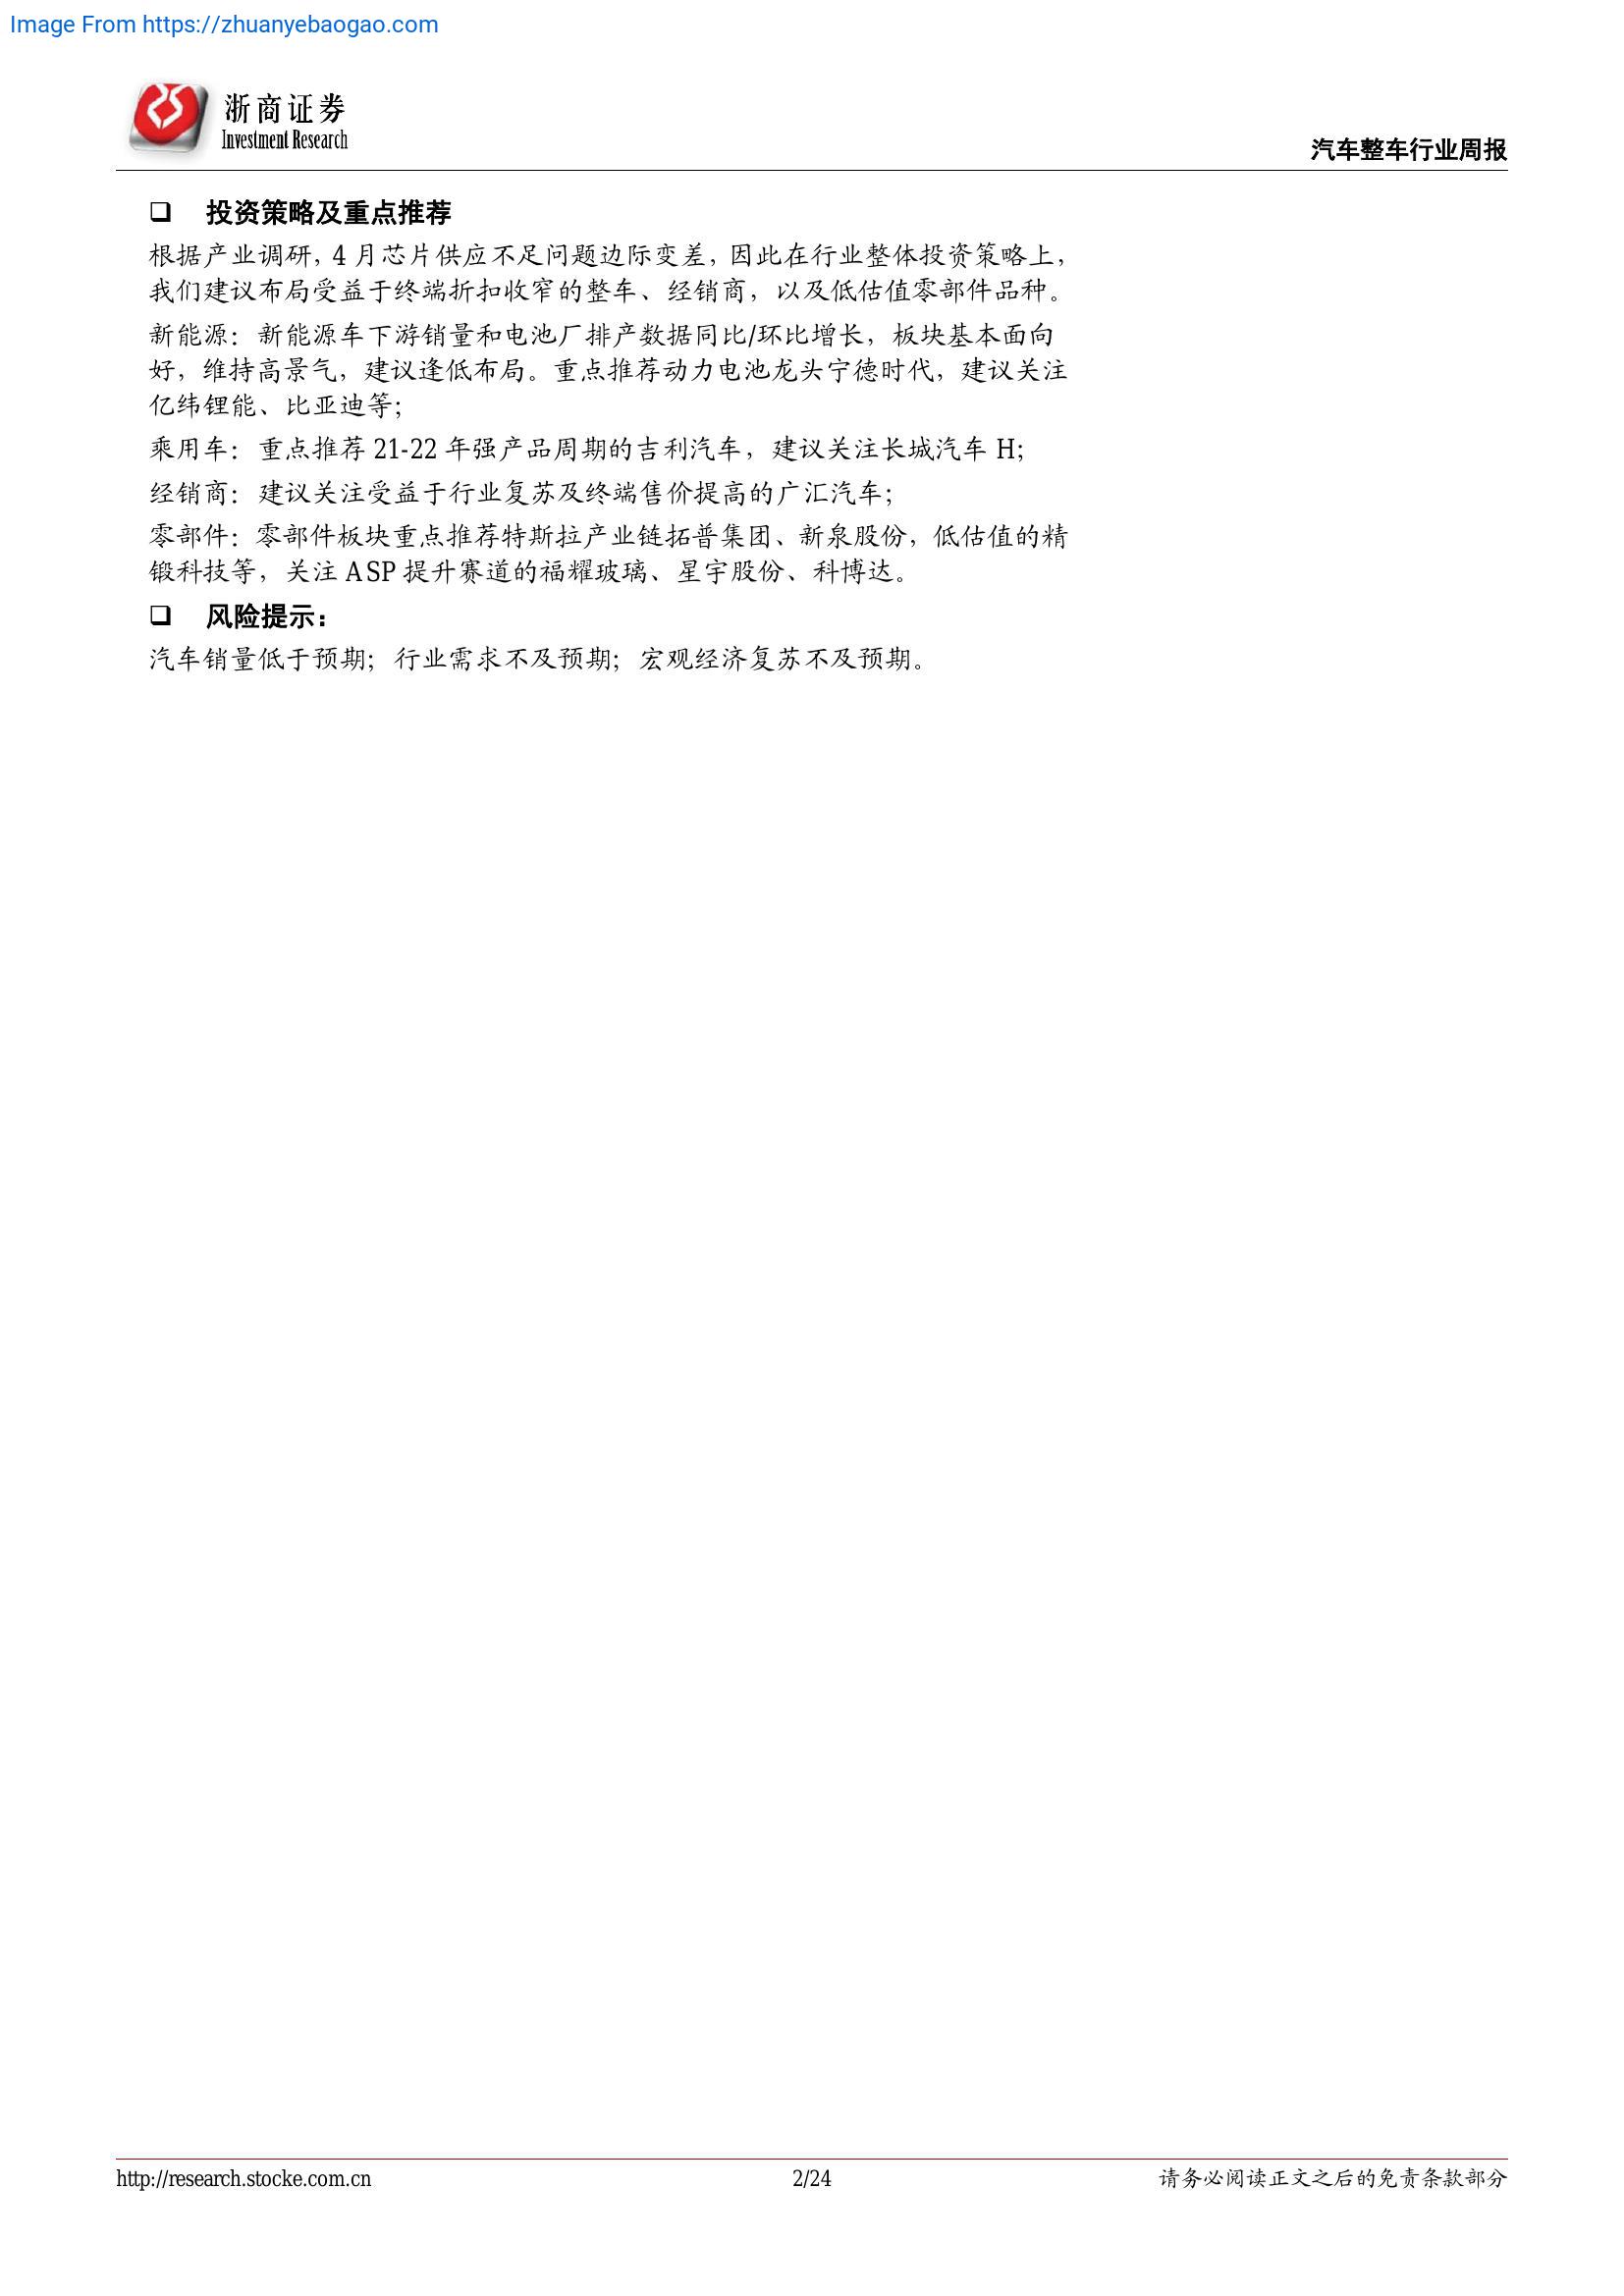 Image From https://zhuanyebaogao.com
浙商证券
Investment Research
汽车整车行业周报
❑ 投资策略及重点推荐
根据产业调研，4 月芯片供应不足问题边际变差，因此在行业整体投资策略上，
我们建议布局受益于终端折扣收窄的整车、经销商，以及低估值零部件品种。
新能源：新能源车下游销量和电池厂排产数据同比/环比增长，板块基本面向
好，维持高景气，建议逢低布局。重点推荐动力电池龙头宁德时代，建议关注
亿纬锂能、比亚迪等；
乘用车：重点推荐 21-22 年强产品周期的吉利汽车，建议关注长城汽车 H；
经销商：建议关注受益于行业复苏及终端售价提高的广汇汽车；
零部件：零部件板块重点推荐特斯拉产业链拓普集团、新泉股份，低估值的精
锻科技等，关注 ASP 提升赛道的福耀玻璃、星宇股份、科博达。
❑ 风险提示：
汽车销量低于预期；行业需求不及预期；宏观经济复苏不及预期。
http://research.stocke.com.cn
2/24
请务必阅读正文之后的免责条款部分